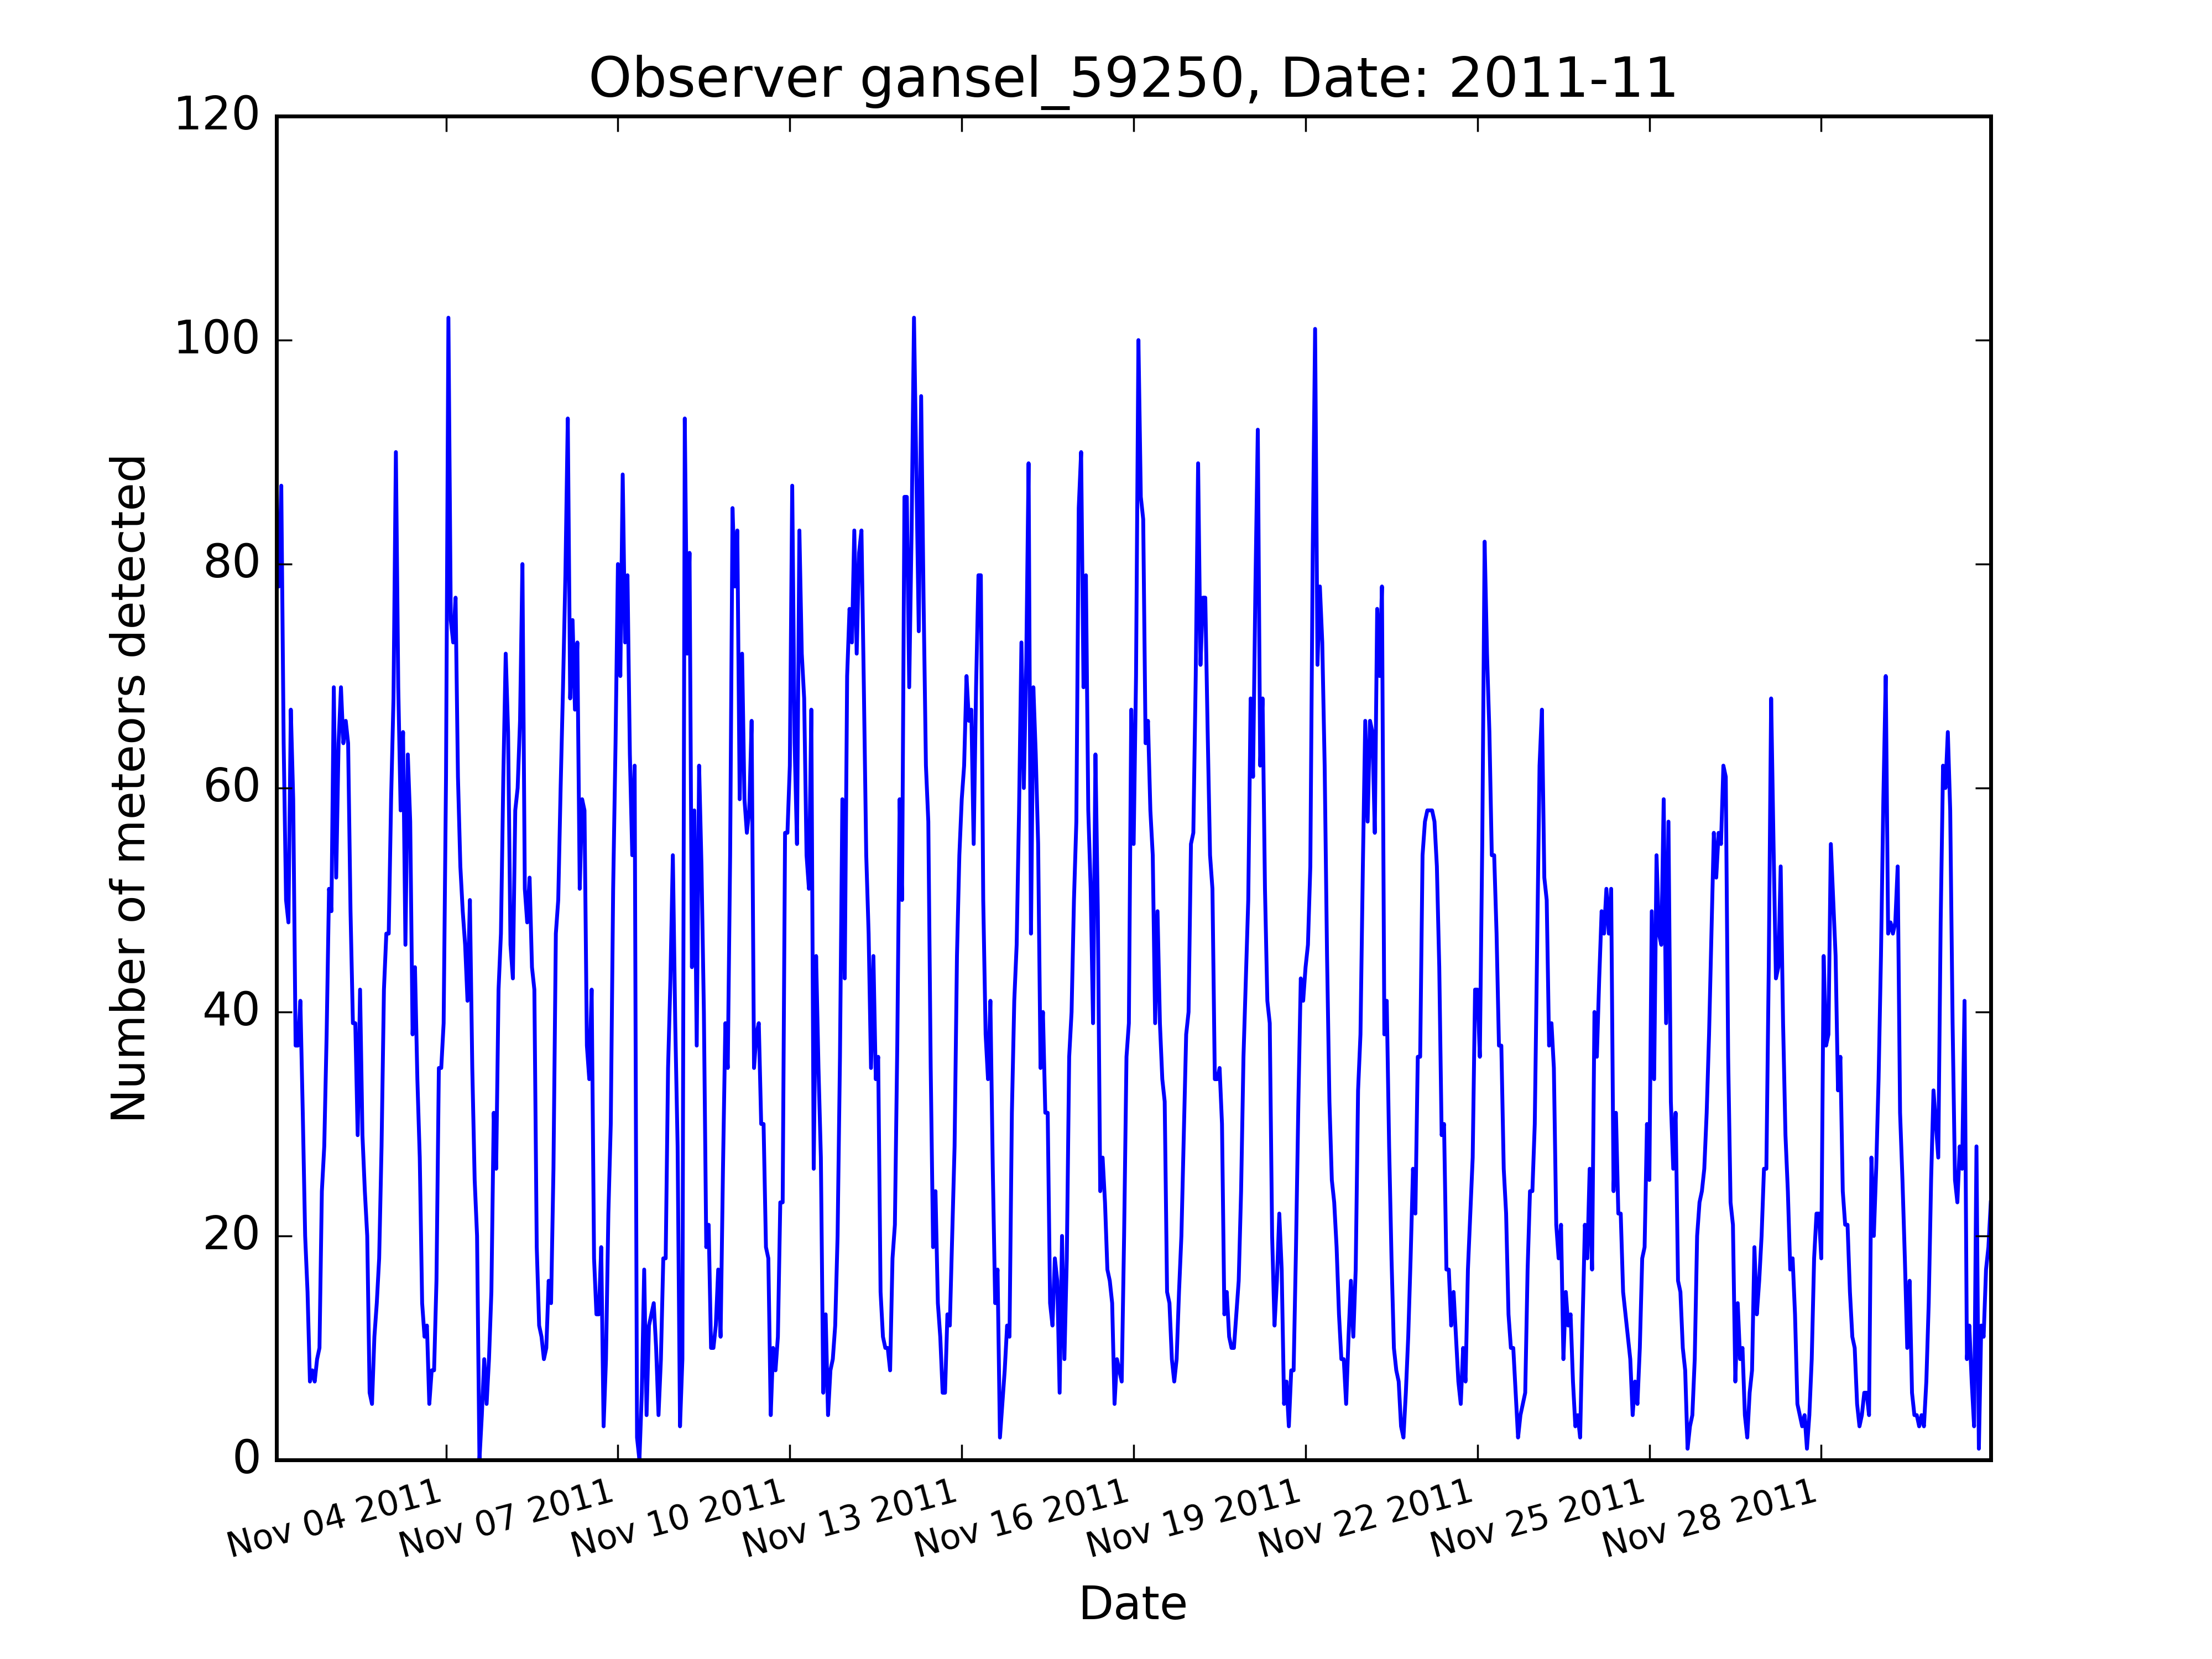 Observer gansel_59250, Date: 2011-11
120
100
80
60
40
20
0
Number of meteors detected
Nov 04 2011
Nov 07 2011
Nov 10 2011
Nov 13 2011
Nov 16 2011
Nov 19 2011
Nov 22 2011
Nov 25 2011
Nov 28 2011
Date